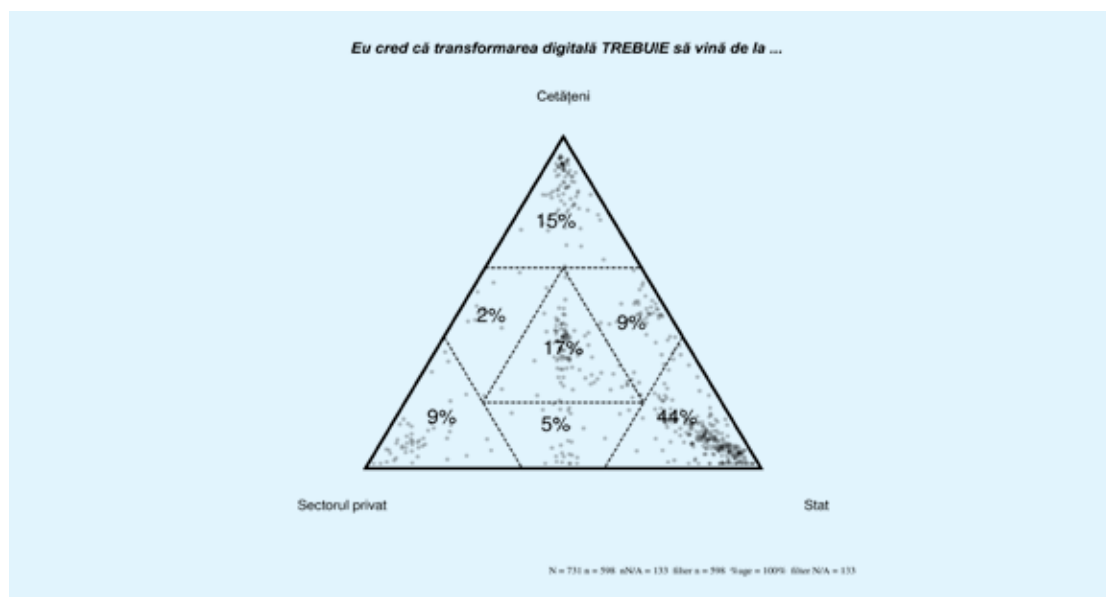 Eu cred că transformarea digitală TREBUIE să vină de la ...
Cetățeni
15%
2%
9%
17%
9%
5%
44%
Sectorul privat
Stat
N = 731 n = 598 nN/A = 133 filter n = 598 %age = 100% filter N/A = 133